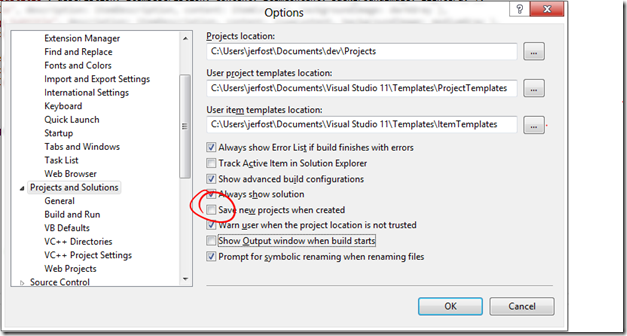 Options
Extension Manager
Find and Replace
Fonts and Colors
Import and Export Settings
International Settings
Keyboard
Quick Launch
Startup
Tabs and Windows
Task List
Web Browser
Projects and Solutions
General
Build and Run
VB Defaults
VC++ Directories
VC++ Project Settings
Web Projects
Source Control
Projects location:
C:\Users\jerfost\Documents\dev\Projects
...
User project templates location:
C:\Users\jerfost\Documents\Visual Studio 11\Templates\ProjectTemplates
...
User item templates location:
C:\Users\jerfost\Documents\Visual Studio 11\Templates\ItemTemplates
...
Always show Error List if build finishes with errors
Track Active Item in Solution Explorer
Show advanced build configurations
Always show solution
Save new projects when created
Warn user when the project location is not trusted
Show Output window when build starts
Prompt for symbolic renaming when renaming files
OK
Cancel